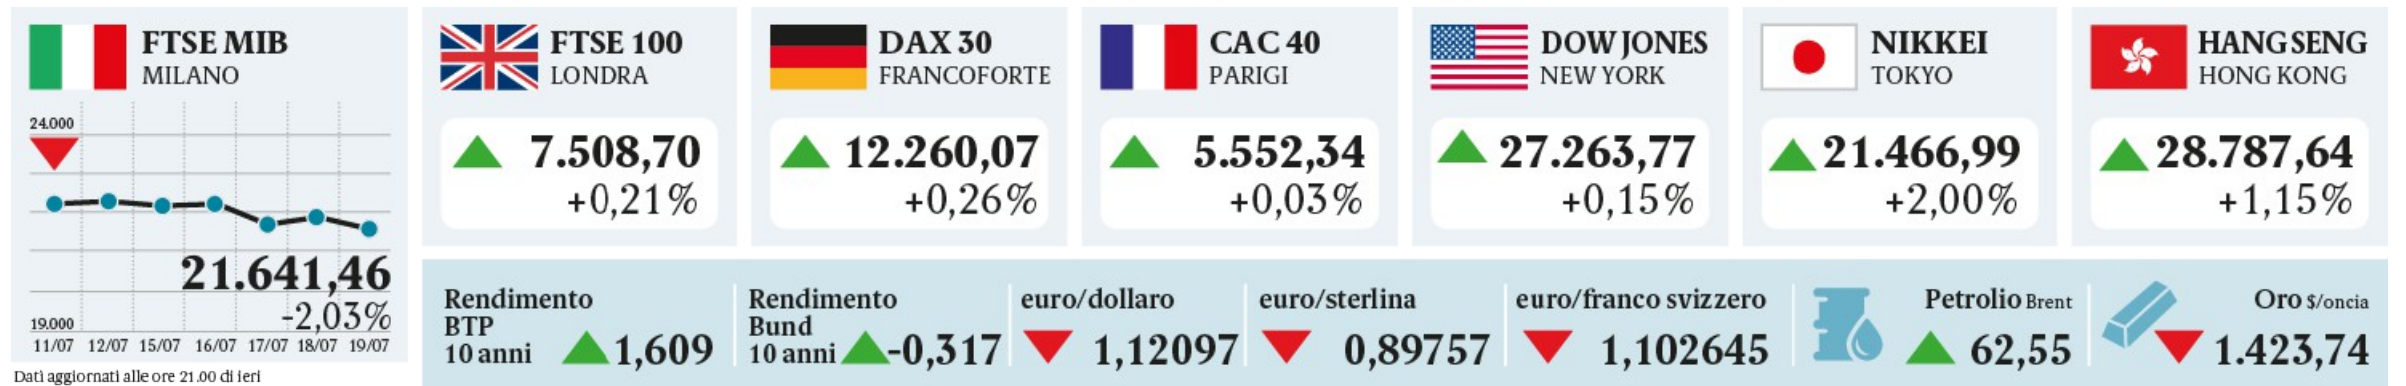 FTSE MIB
MILANO
24.000
21.641,46
-2,03%
19.000
11/07 12/07 15/07 16/07 17/07 18/07 19/07
Dati aggiornati alle ore 21.00 di ieri
FTSE 100
LONDRA
7.508,70
+0,21%
DAX 30
FRANCOFORTE
12.260,07
+0,26%
CAC 40
PARIGI
5.552,34
+0,03%
DOW JONES
NEW YORK
27.263,77
+0,15%
NIKKEI
TOKYO
21.466,99
+2,00%
HANG SENG
HONG KONG
28.787,64
+1,15%
Rendimento
BTP
10 anni 1,609
Rendimento
Bund
10 anni -0,317
euro/dollaro
1,12097
euro/sterlina
0,89757
euro/franco svizzero
1,102645
Petrolio Brent
62,55
Oro $/oncia
1.423,74